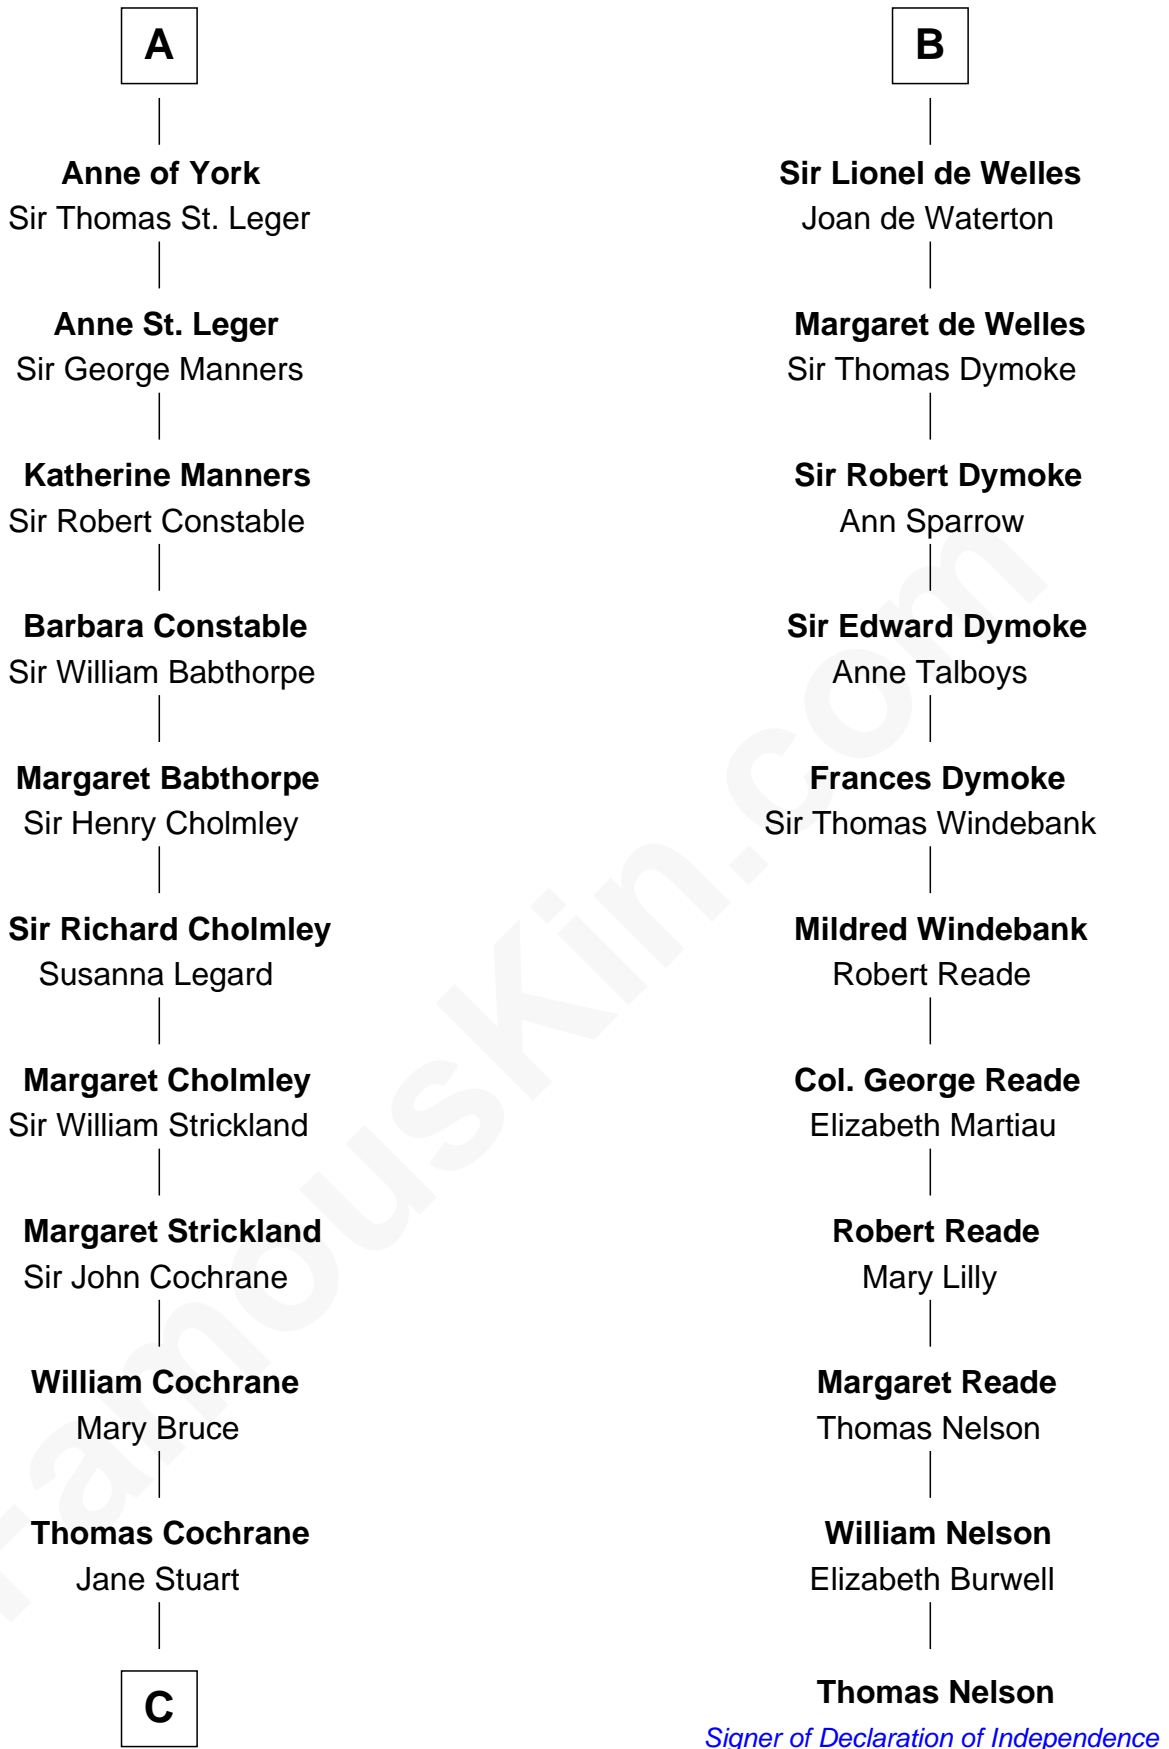 A
Anne of York
Sir Thomas St. Leger
Anne St. Leger
Sir George Manners
Katherine Manners
Sir Robert Constable
Barbara Constable
Sir William Babthorpe
Margaret Babthorpe
Sir Henry Cholmley
Sir Richard Cholmley
Susanna Legard
Margaret Cholmley
Sir William Strickland
Margaret Strickland
Sir John Cochrane
William Cochrane
Mary Bruce
Thomas Cochrane
Jane Stuart
C
B
Sir Lionel de Welles
Joan de Waterton
Margaret de Welles
Sir Thomas Dymoke
Sir Robert Dymoke
Ann Sparrow
Sir Edward Dymoke
Anne Talboys
Frances Dymoke
Sir Thomas Windebank
Mildred Windebank
Robert Reade
Col. George Reade
Elizabeth Martiau
Robert Reade
Mary Lilly
Margaret Reade
Thomas Nelson
William Nelson
Elizabeth Burwell
Thomas Nelson
Signer of Declaration of Independence
FamousKin.com